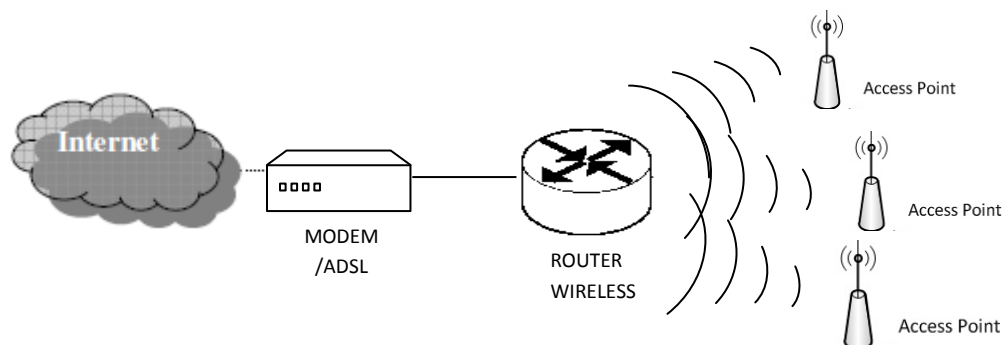 Internet
MODEM
/ADSL
ROUTER
WIRELESS
Access Point
Access Point
Access Point